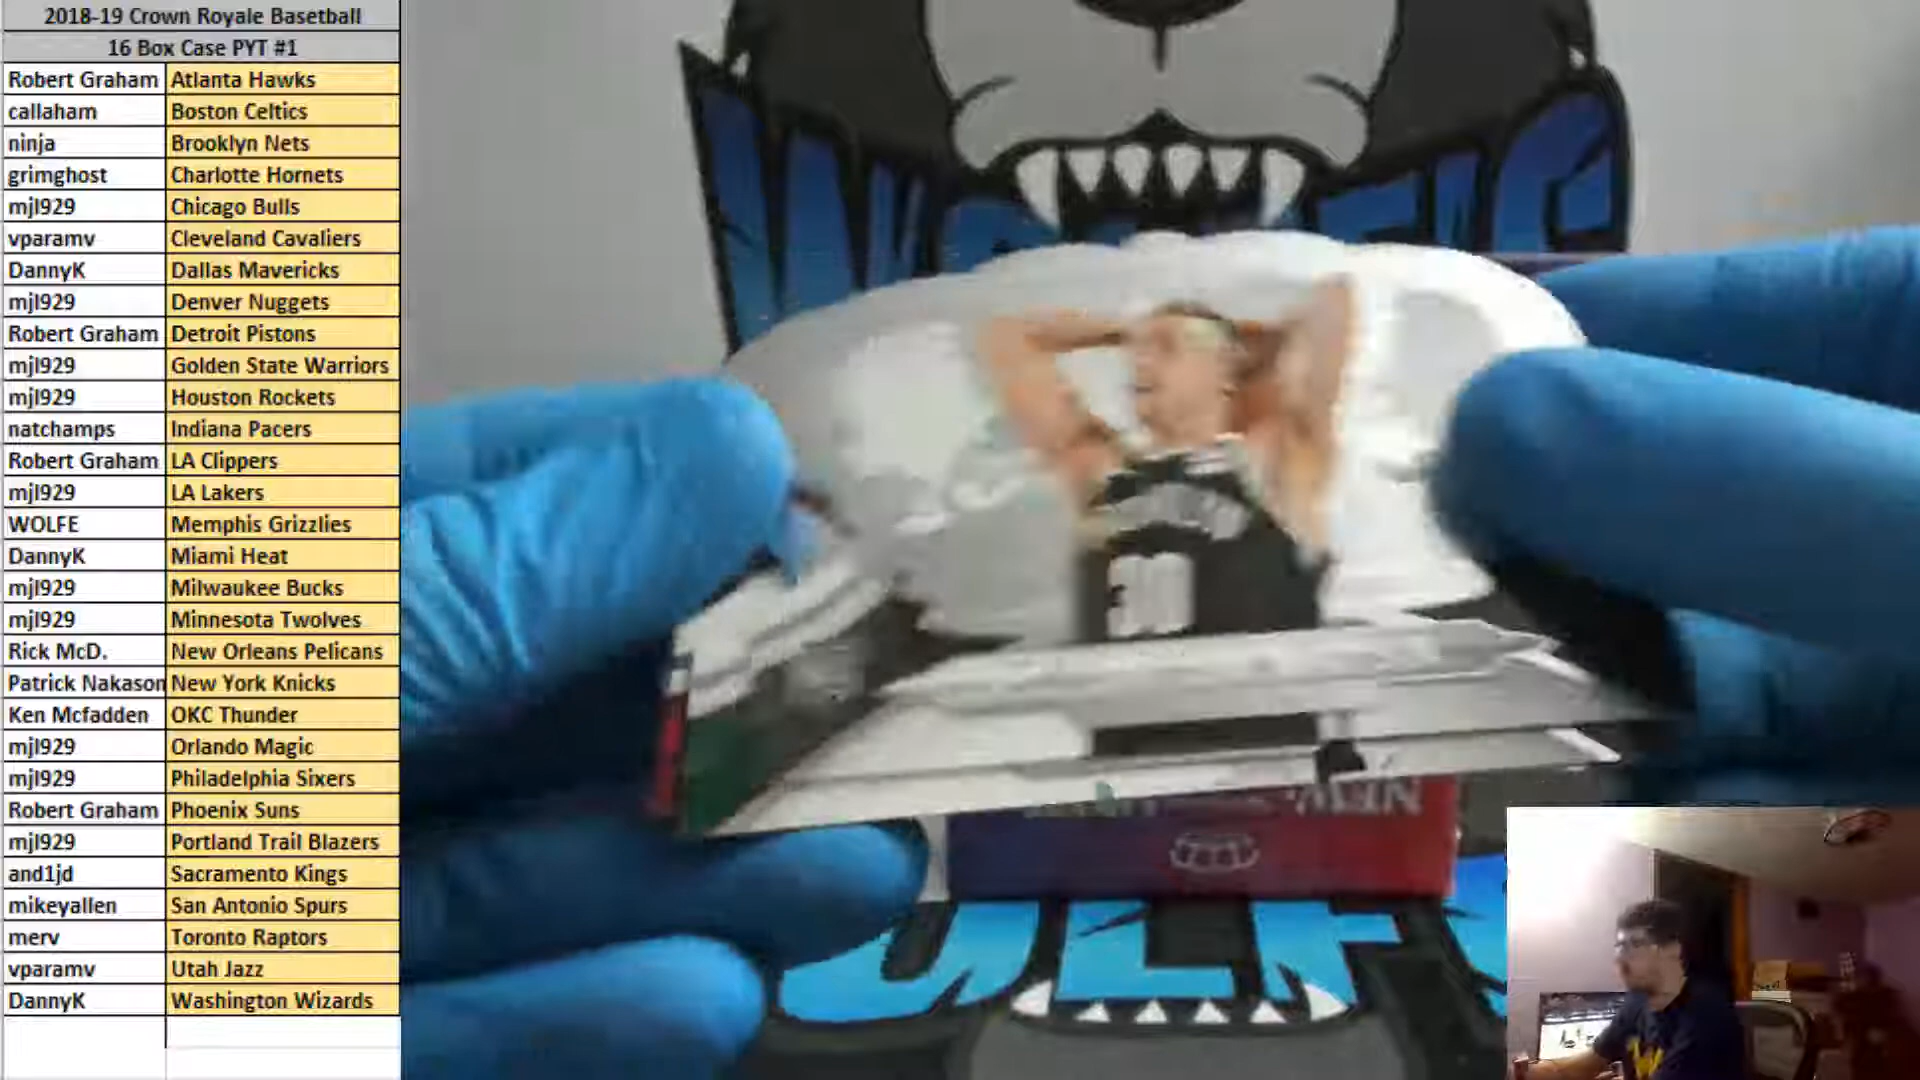 2018-19 Crown Royale Basetball
16 Box Case PYT #1
Robert Graham Atlanta Hawks
callaham Boston Celtics
ninja Brooklyn Nets
grimghost Charlotte Hornets
mjl929 Chicago Bulls
vparamv Cleveland Cavaliers
DannyK Dallas Mavericks
mjl929 Denver Nuggets
Robert Graham Detroit Pistons
mjl929 Golden State Warriors
mjl929 Houston Rockets
natchamps Indiana Pacers
Robert Graham LA Clippers
mjl929 LA Lakers
WOLFE Memphis Grizzlies
DannyK Miami Heat
mjl929 Milwaukee Bucks
mjl929 Minnesota Twolves
Rick McD. New Orleans Pelicans
Patrick Nakason New York Knicks
Ken Mcfadden OKC Thunder
mjl929 Orlando Magic
mjl929 Philadelphia Sixers
Robert Graham Phoenix Suns
mjl929 Portland Trail Blazers
and1jd Sacramento Kings
mikeyallen San Antonio Spurs
merv Toronto Raptors
vparamv Utah Jazz
DannyK Washington Wizards
30